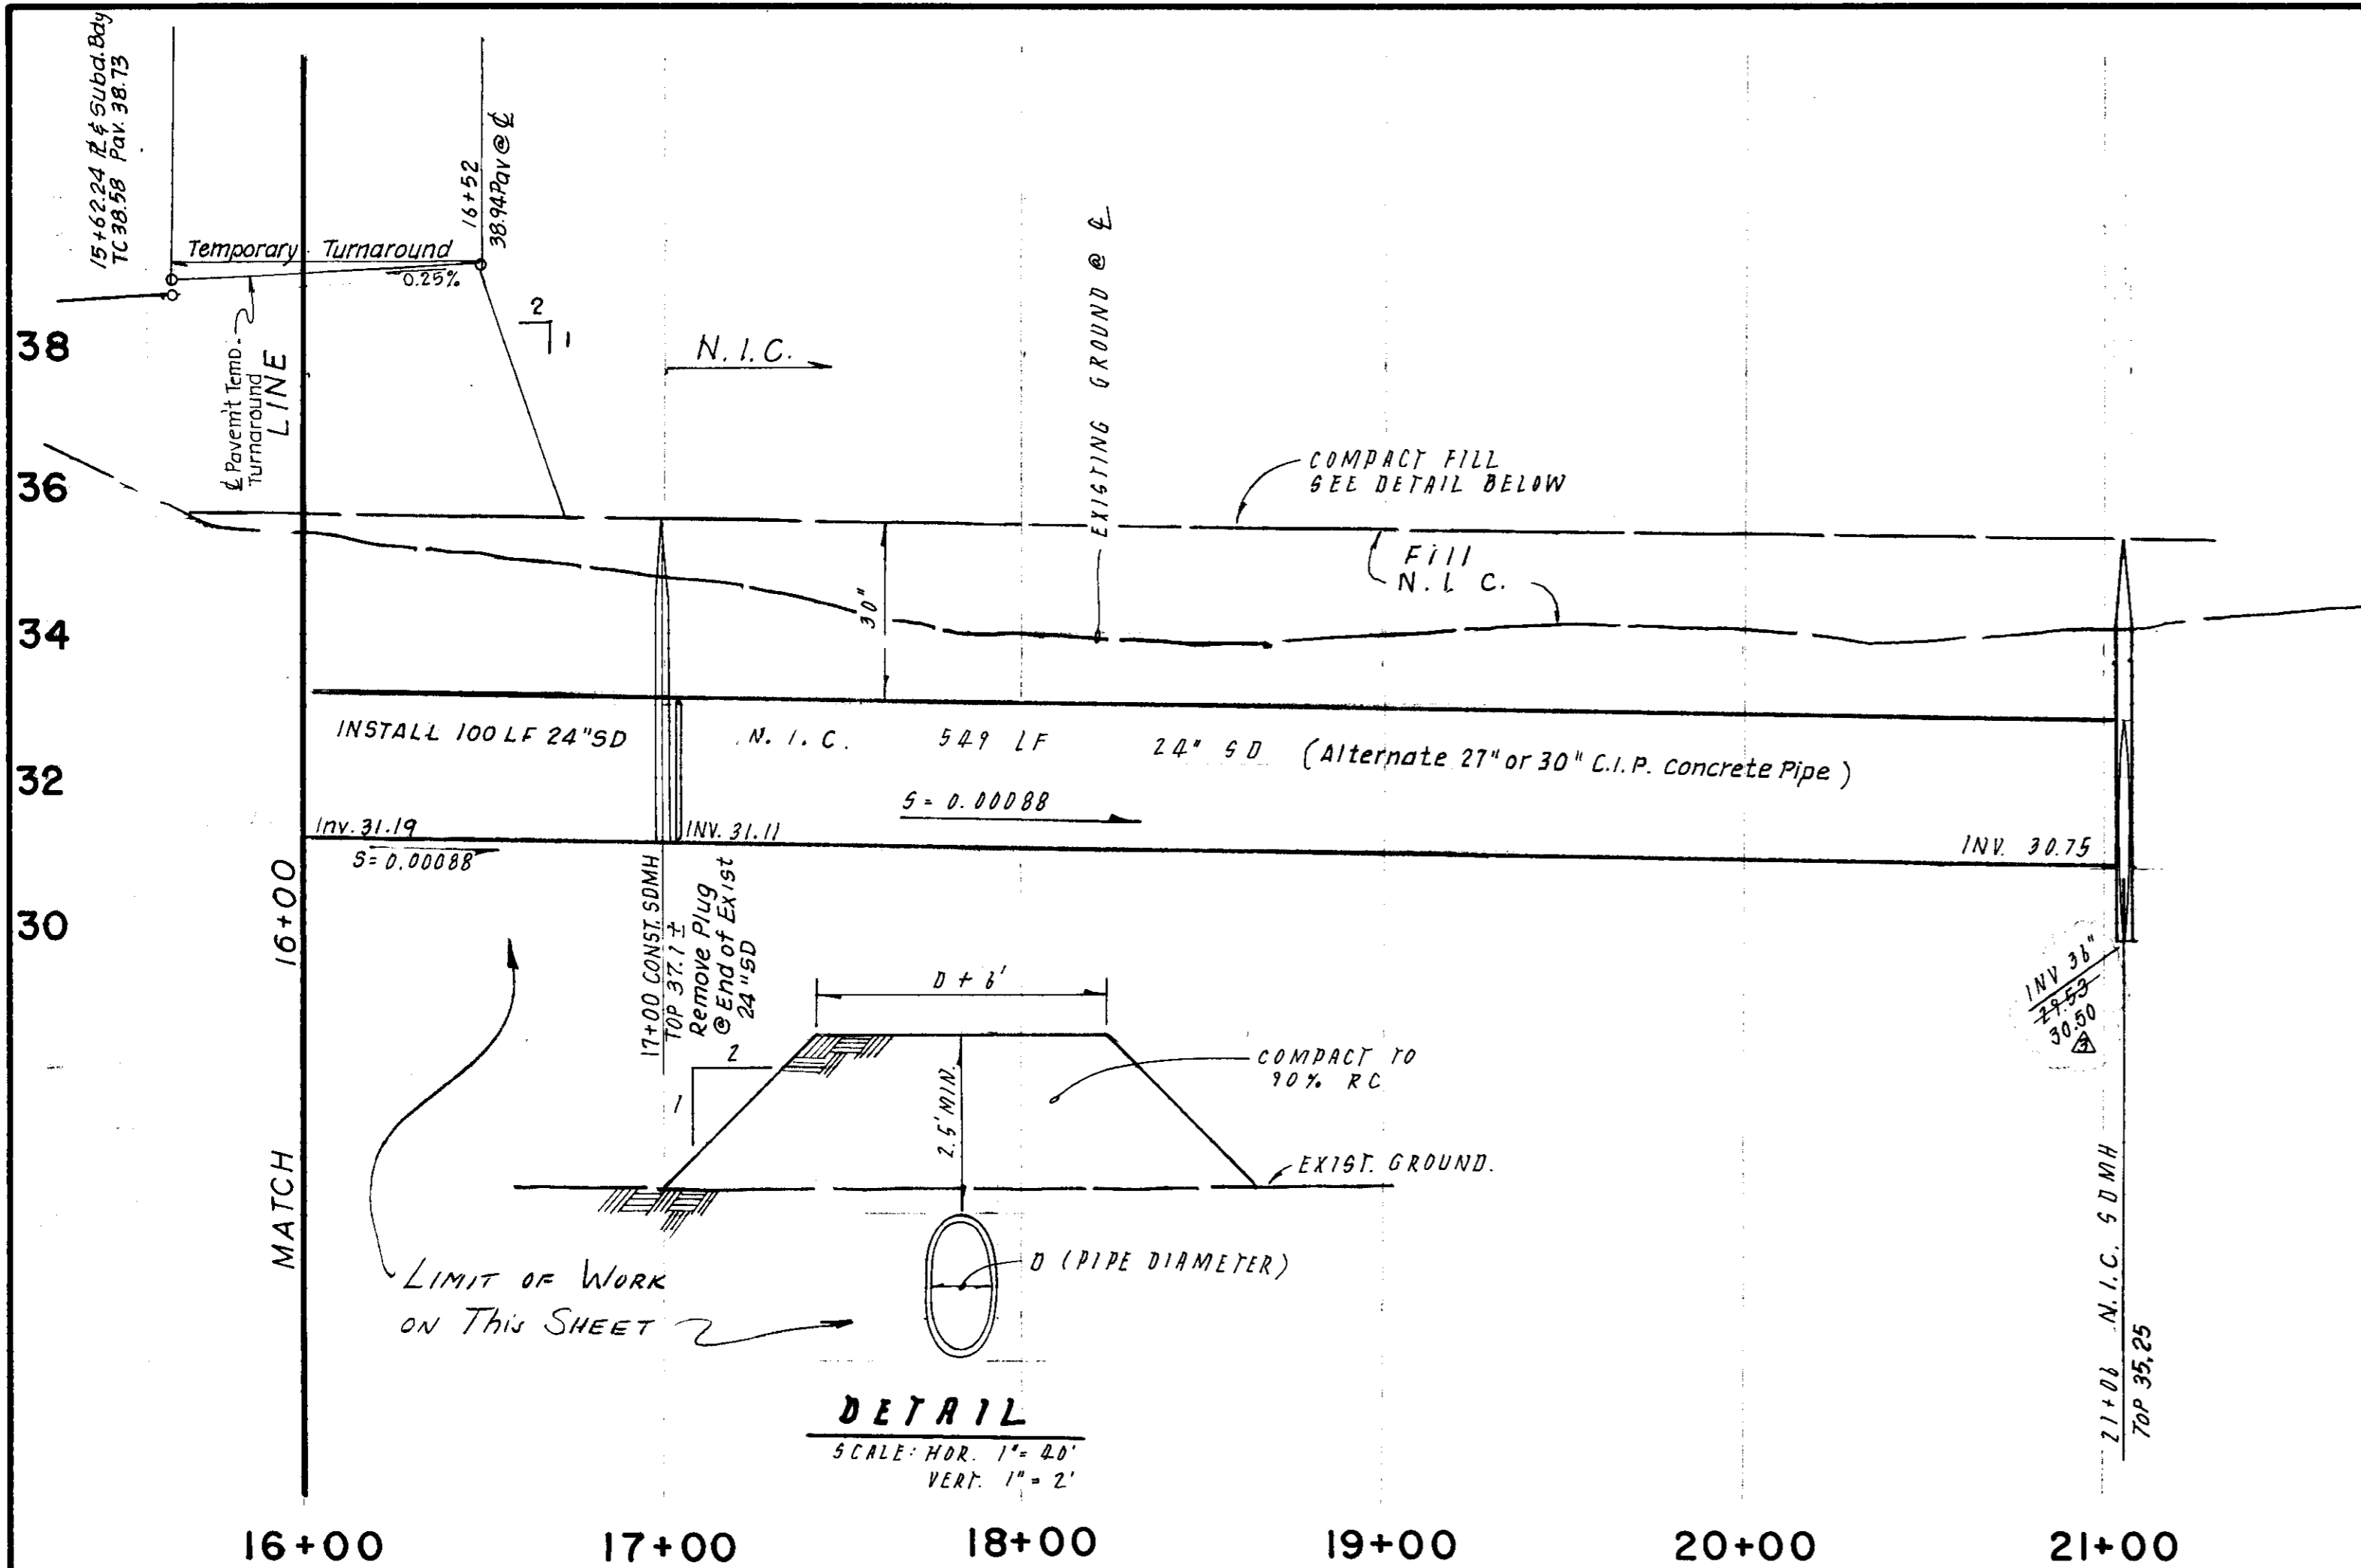 15+62.24 ℞ & Subd. Bdy
TC 38.58 Pav. 38.73
16+52
38.94 Pav @ ℄
Temporary Turnaround
0.25%
℄ Pavem't Temp.
Turnaround
LINE
2
1
N.I.C.
EXISTING GROUND @ ℄
COMPACT FILL
SEE DETAIL BELOW
Fill
N.I.C.
38
36
34
32
30
30"
INSTALL 100 LF 24" SD
N.I.C. 549 LF 24" SD (Alternate 27" or 30" C.I.P. Concrete Pipe)
S = 0.00088
Inv. 31.19
S = 0.00088
INV. 31.11
INV. 30.75
MATCH 16+00
17+00 CONST. SDMH
TOP 37.1 ±
Remove Plug
@ End of Exist
24" SD
INV 36"
29.53
30.50
3
D + 6'
2
1
2.5' MIN.
COMPACT TO
90% RC
EXIST. GROUND.
D (PIPE DIAMETER)
LIMIT OF WORK
ON This SHEET
21+06 N.I.C. SDMH
TOP 35.25
DETAIL
SCALE: HOR. 1" = 40'
VERT. 1" = 2'
16+00 17+00 18+00 19+00 20+00 21+00